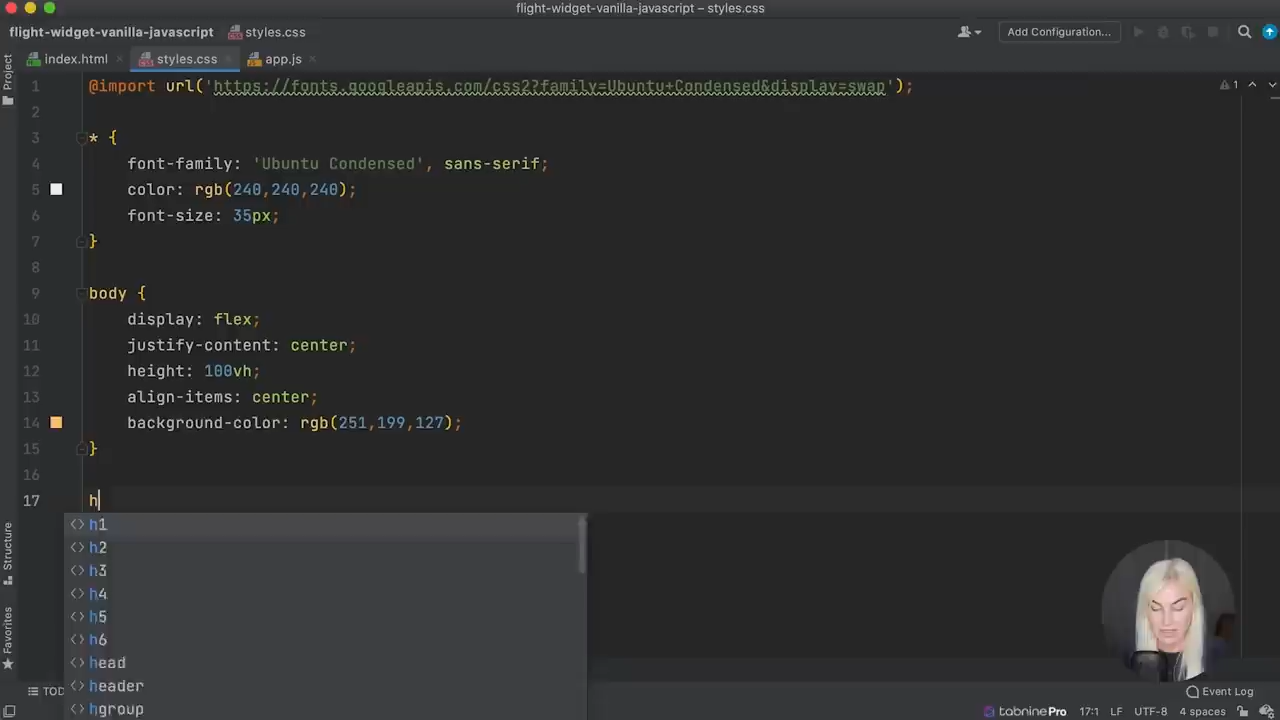 flight-widget-vanilla-javascript – styles.css
flight-widget-vanilla-javascript styles.css Add Configuration...
index.html styles.css app.js
Project
1 @import url('https://fonts.googleapis.com/css2?family=Ubuntu+Condensed&display=swap'); 1
2
3 * {
4 font-family: 'Ubuntu Condensed', sans-serif;
5 color: rgb(240,240,240);
6 font-size: 35px;
7 }
8
9 body {
10 display: flex;
11 justify-content: center;
12 height: 100vh;
13 align-items: center;
14 background-color: rgb(251,199,127);
15 }
16
17 h
h1
h2
h3
h4
h5
h6
head
header
hgroup
Structure
Favorites
TOD
Event Log
tabninePro 17:1 LF UTF-8 4 spaces